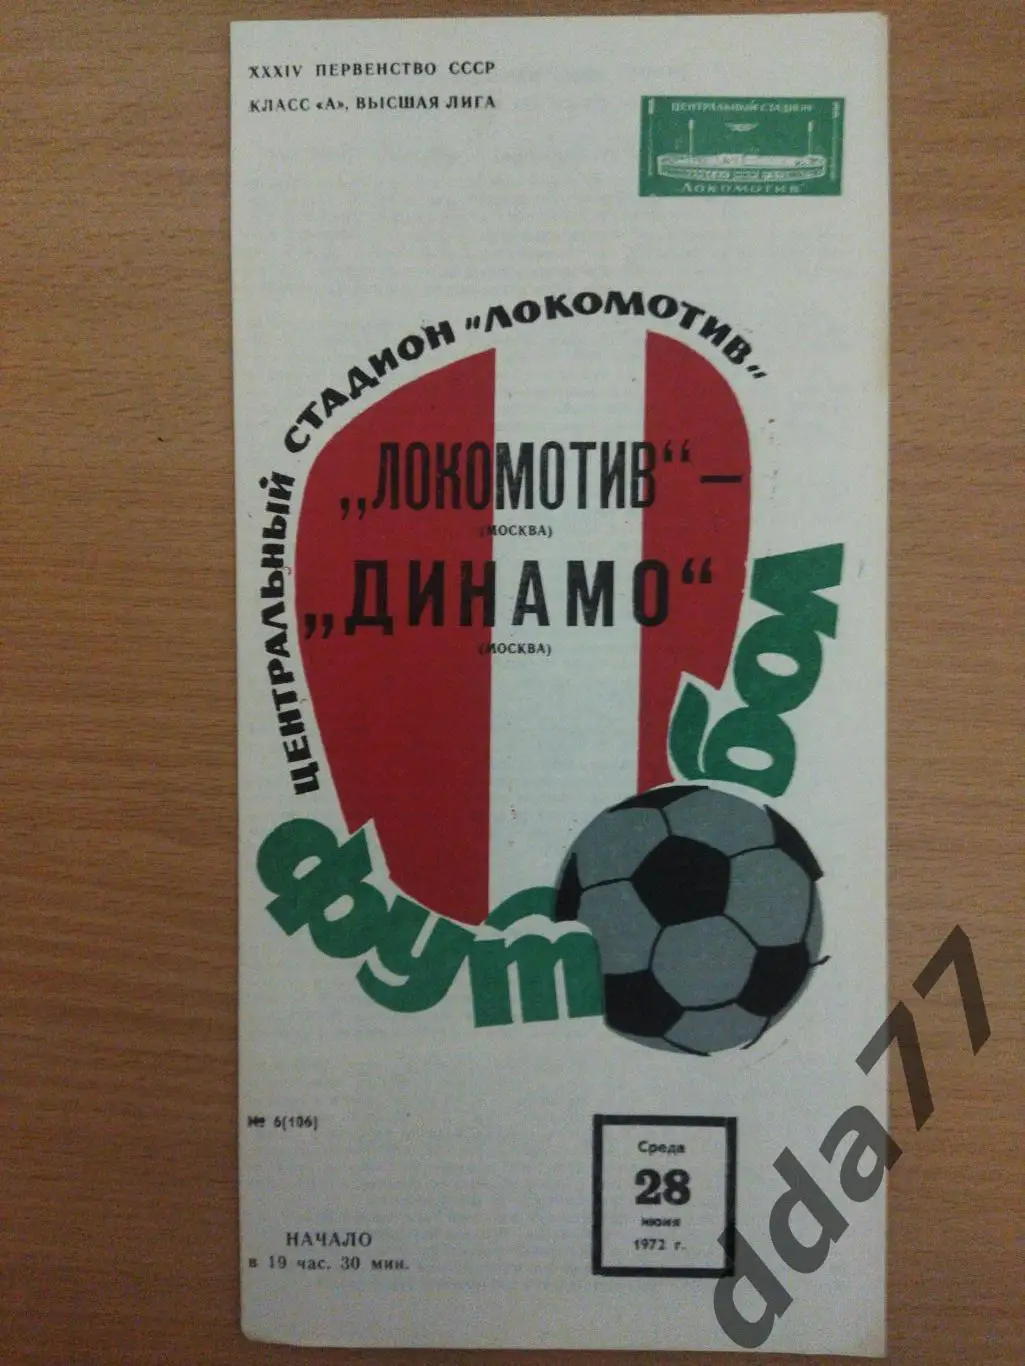 XXXIV ПЕРВЕНСТВО СССР
КЛАСС «А», ВЫСШАЯ ЛИГА
ЦЕНТРАЛЬНЫЙ СТАДИОН
ЛОКОМОТИВ
ЦЕНТРАЛЬНЫЙ СТАДИОН "ЛОКОМОТИВ"
„ЛОКОМОТИВ“ –
(МОСКВА)
„ДИНАМО“
(МОСКВА)
футбол
№ 6(106)
Среда
28
июня
1972 г.
НАЧАЛО
в 19 час. 30 мин.
dda77